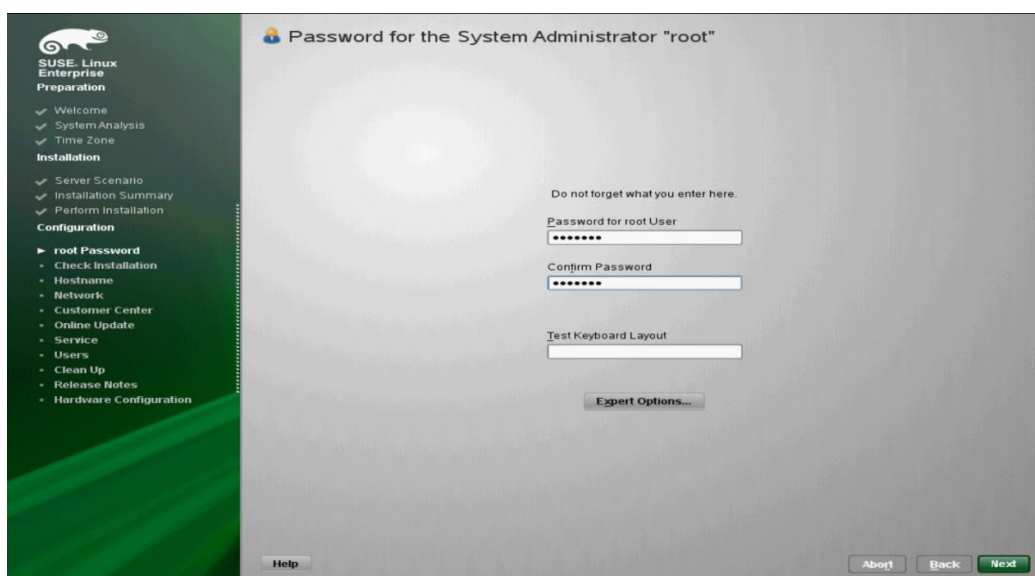 SUSE. Linux
Enterprise
Preparation
Welcome
System Analysis
Time Zone
Installation
Server Scenario
Installation Summary
Perform Installation
Configuration
root Password
Check Installation
Hostname
Network
Customer Center
Online Update
Service
Users
Clean Up
Release Notes
Hardware Configuration
Password for the System Administrator "root"
Do not forget what you enter here.
Password for root User
•••••••
Confirm Password
•••••••
Test Keyboard Layout
Expert Options...
Help
Abort
Back
Next